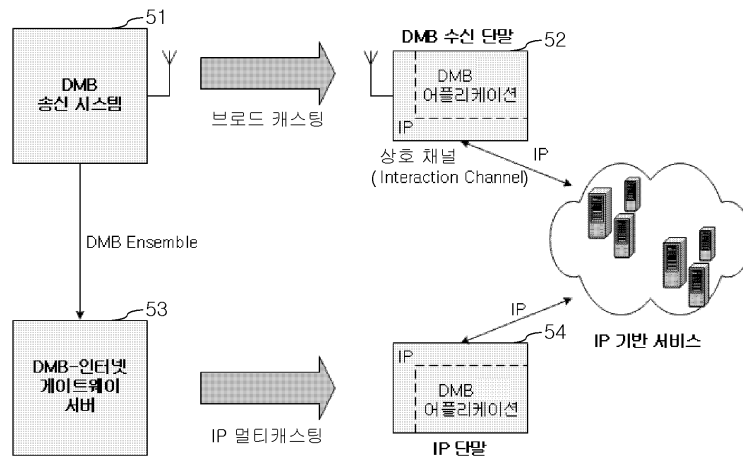 51
DMB
송신 시스템
브로드 캐스팅
DMB 수신 단말
52
DMB
어플리케이션
IP
상호 채널
(Interaction Channel)
IP
DMB Ensemble
53
DMB-인터넷
게이트웨이
서버
IP 멀티캐스팅
IP
54
IP
DMB
어플리케이션
IP 단말
IP 기반 서비스